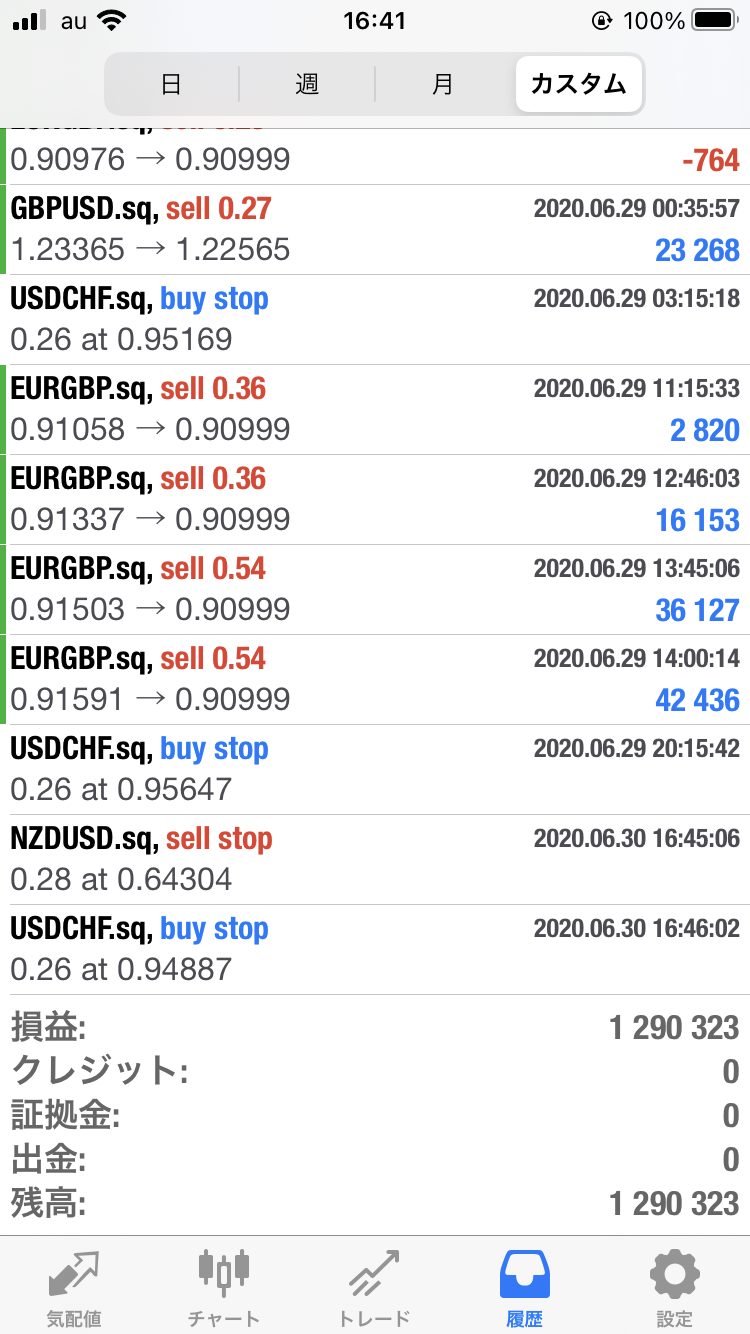 au 16:41 100%
日 週 月 カスタム
0.90976 → 0.90999 -764
GBPUSD.sq, sell 0.27 2020.06.29 00:35:57
1.23365 → 1.22565 23 268
USDCHF.sq, buy stop 2020.06.29 03:15:18
0.26 at 0.95169
EURGBP.sq, sell 0.36 2020.06.29 11:15:33
0.91058 → 0.90999 2 820
EURGBP.sq, sell 0.36 2020.06.29 12:46:03
0.91337 → 0.90999 16 153
EURGBP.sq, sell 0.54 2020.06.29 13:45:06
0.91503 → 0.90999 36 127
EURGBP.sq, sell 0.54 2020.06.29 14:00:14
0.91591 → 0.90999 42 436
USDCHF.sq, buy stop 2020.06.29 20:15:42
0.26 at 0.95647
NZDUSD.sq, sell stop 2020.06.30 16:45:06
0.28 at 0.64304
USDCHF.sq, buy stop 2020.06.30 16:46:02
0.26 at 0.94887
損益: 1 290 323
クレジット: 0
証拠金: 0
出金: 0
残高: 1 290 323
気配値 チャート トレード 履歴 設定